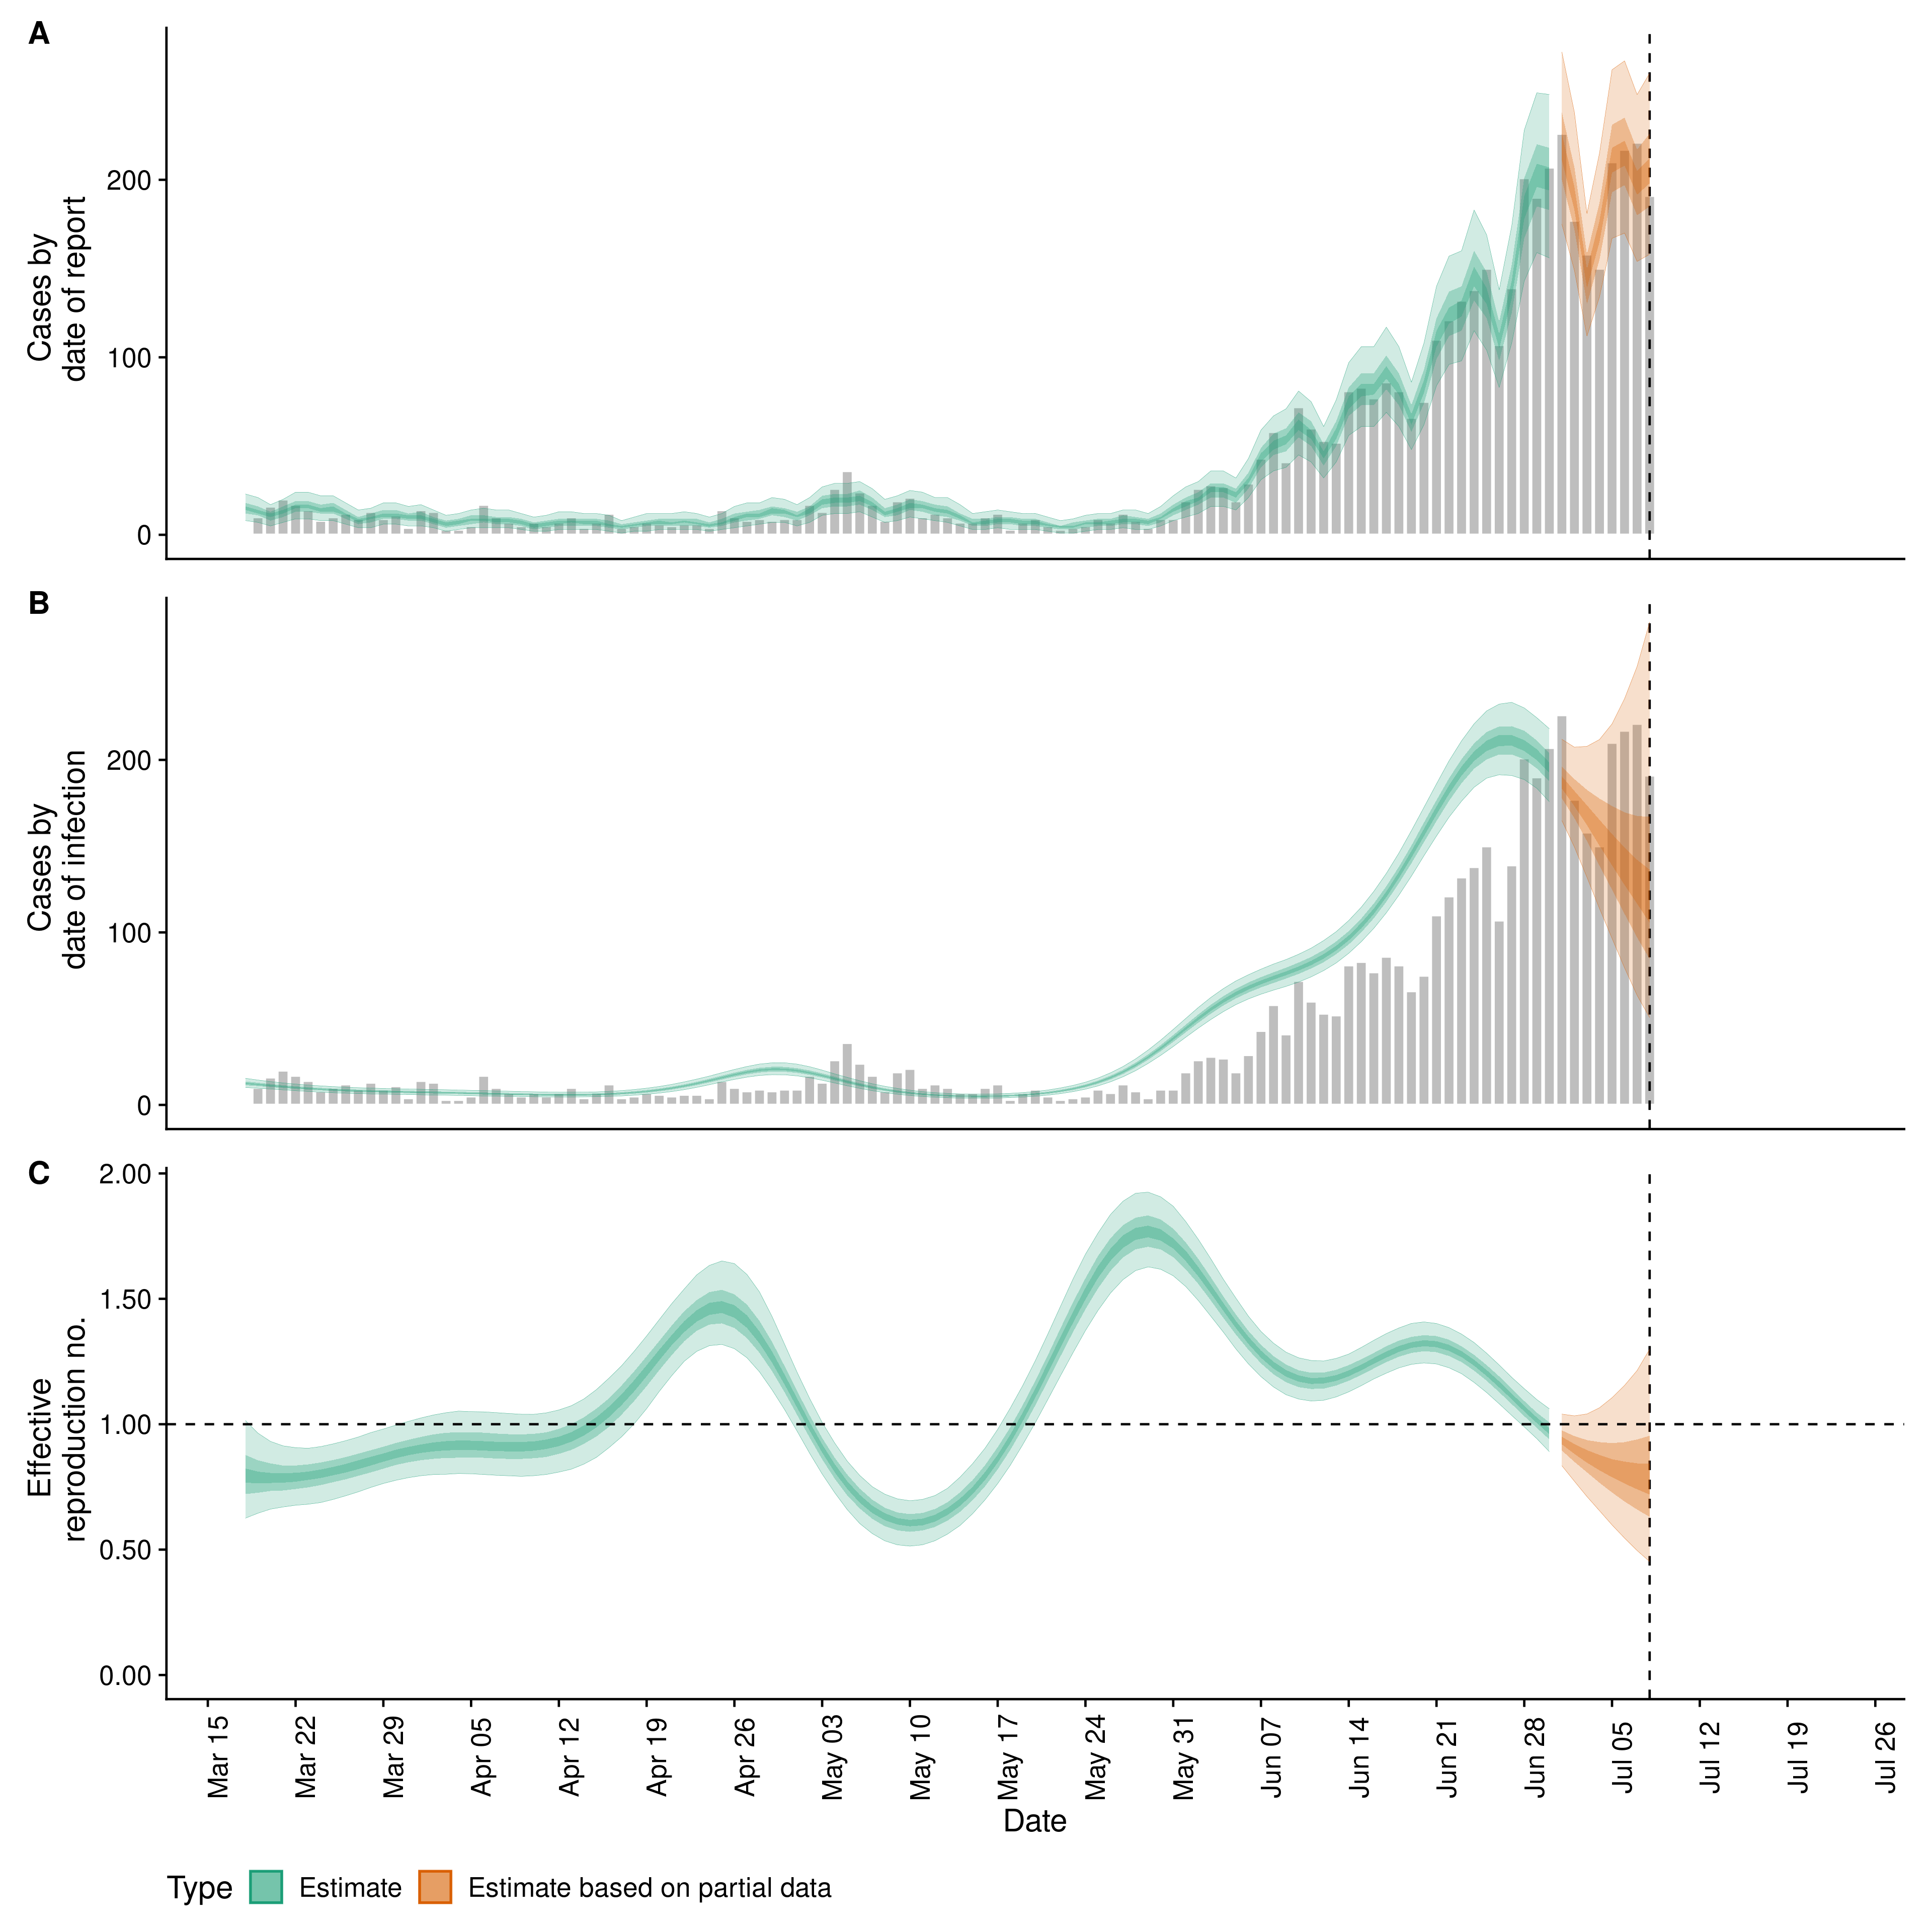 A
Cases by
date of report
200
100
0
B
Cases by
date of infection
200
100
0
C
Effective
reproduction no.
2.00
1.50
1.00
0.50
0.00
Mar 15
Mar 22
Mar 29
Apr 05
Apr 12
Apr 19
Apr 26
May 03
May 10
May 17
May 24
May 31
Jun 07
Jun 14
Jun 21
Jun 28
Jul 05
Jul 12
Jul 19
Jul 26
Date
Type Estimate Estimate based on partial data